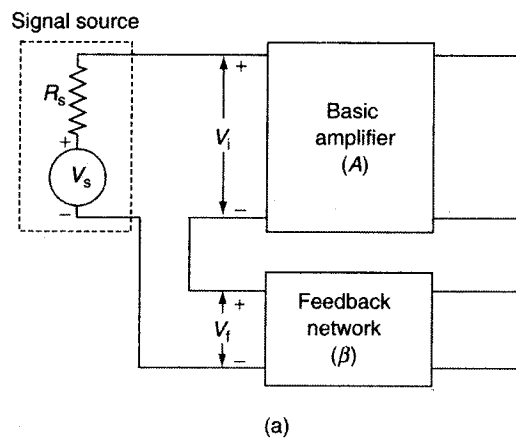 Signal source
R_s
+
V_s
−
+
V_i
−
Basic
amplifier
(A)
+
V_f
−
Feedback
network
(β)
(a)